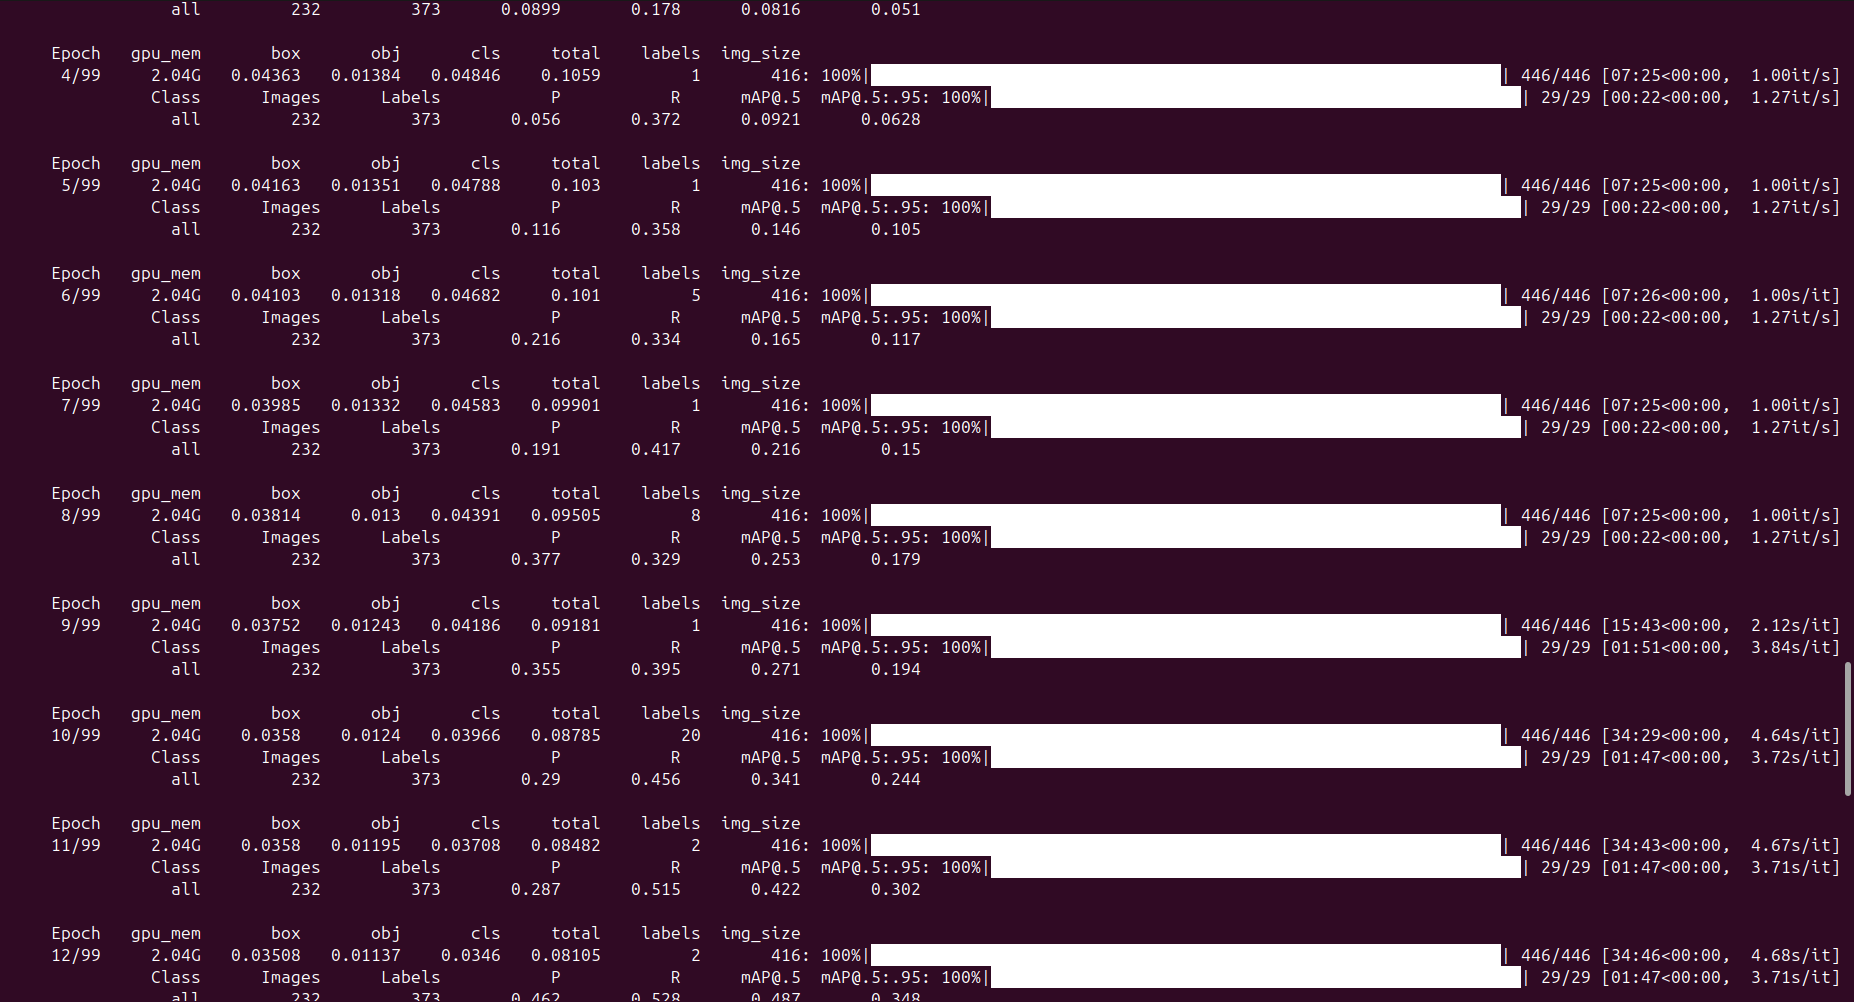 all 232 373 0.0899 0.178 0.0816 0.051
Epoch gpu_mem box obj cls total labels img_size
4/99 2.04G 0.04363 0.01384 0.04846 0.1059 1 416: 100%| | 446/446 [07:25<00:00, 1.00it/s]
Class Images Labels P R mAP@.5 mAP@.5:.95: 100%| | 29/29 [00:22<00:00, 1.27it/s]
all 232 373 0.056 0.372 0.0921 0.0628
Epoch gpu_mem box obj cls total labels img_size
5/99 2.04G 0.04163 0.01351 0.04788 0.103 1 416: 100%| | 446/446 [07:25<00:00, 1.00it/s]
Class Images Labels P R mAP@.5 mAP@.5:.95: 100%| | 29/29 [00:22<00:00, 1.27it/s]
all 232 373 0.116 0.358 0.146 0.105
Epoch gpu_mem box obj cls total labels img_size
6/99 2.04G 0.04103 0.01318 0.04682 0.101 5 416: 100%| | 446/446 [07:26<00:00, 1.00s/it]
Class Images Labels P R mAP@.5 mAP@.5:.95: 100%| | 29/29 [00:22<00:00, 1.27it/s]
all 232 373 0.216 0.334 0.165 0.117
Epoch gpu_mem box obj cls total labels img_size
7/99 2.04G 0.03985 0.01332 0.04583 0.09901 1 416: 100%| | 446/446 [07:25<00:00, 1.00it/s]
Class Images Labels P R mAP@.5 mAP@.5:.95: 100%| | 29/29 [00:22<00:00, 1.27it/s]
all 232 373 0.191 0.417 0.216 0.15
Epoch gpu_mem box obj cls total labels img_size
8/99 2.04G 0.03814 0.013 0.04391 0.09505 8 416: 100%| | 446/446 [07:25<00:00, 1.00it/s]
Class Images Labels P R mAP@.5 mAP@.5:.95: 100%| | 29/29 [00:22<00:00, 1.27it/s]
all 232 373 0.377 0.329 0.253 0.179
Epoch gpu_mem box obj cls total labels img_size
9/99 2.04G 0.03752 0.01243 0.04186 0.09181 1 416: 100%| | 446/446 [15:43<00:00, 2.12s/it]
Class Images Labels P R mAP@.5 mAP@.5:.95: 100%| | 29/29 [01:51<00:00, 3.84s/it]
all 232 373 0.355 0.395 0.271 0.194
Epoch gpu_mem box obj cls total labels img_size
10/99 2.04G 0.0358 0.0124 0.03966 0.08785 20 416: 100%| | 446/446 [34:29<00:00, 4.64s/it]
Class Images Labels P R mAP@.5 mAP@.5:.95: 100%| | 29/29 [01:47<00:00, 3.72s/it]
all 232 373 0.29 0.456 0.341 0.244
Epoch gpu_mem box obj cls total labels img_size
11/99 2.04G 0.0358 0.01195 0.03708 0.08482 2 416: 100%| | 446/446 [34:43<00:00, 4.67s/it]
Class Images Labels P R mAP@.5 mAP@.5:.95: 100%| | 29/29 [01:47<00:00, 3.71s/it]
all 232 373 0.287 0.515 0.422 0.302
Epoch gpu_mem box obj cls total labels img_size
12/99 2.04G 0.03508 0.01137 0.0346 0.08105 2 416: 100%| | 446/446 [34:46<00:00, 4.68s/it]
Class Images Labels P R mAP@.5 mAP@.5:.95: 100%| | 29/29 [01:47<00:00, 3.71s/it]
all 232 373 0.462 0.528 0.487 0.348